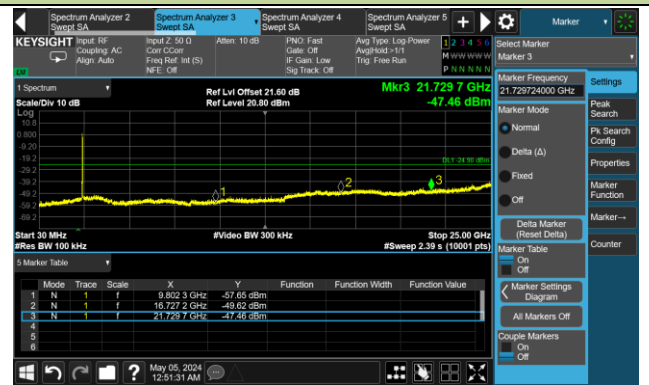 Spectrum Analyzer 2
Swept SA
Spectrum Analyzer 3
Swept SA
Spectrum Analyzer 4
Swept SA
Spectrum Analyzer 5
Swept SA
Marker
KEYSIGHT
Input: RF
Coupling: AC
Align: Auto
Input Z: 50 Ω
Corr CCorr
Freq Ref: Int (S)
NFE: Off
Atten: 10 dB
PNO: Fast
Gate: Off
IF Gain: Low
Sig Track: Off
Avg Type: Log-Power
Avg|Hold:>1/1
Trig: Free Run
1 2 3 4 5 6
M W W W W W
P N N N N N
Select Marker
Marker 3
1 Spectrum
Scale/Div 10 dB
Log
Ref Lvl Offset 21.60 dB
Ref Level 20.80 dBm
Mkr3 21.729 7 GHz
-47.46 dBm
10.8
0.800
-9.20
-19.2
-29.2
-39.2
-49.2
-59.2
-69.2
DL1 -24.90 dBm
1
2
3
Start 30 MHz
#Res BW 100 kHz
#Video BW 300 kHz
Stop 25.00 GHz
#Sweep 2.39 s (10001 pts)
5 Marker Table
Mode Trace Scale X Y Function Function Width Function Value
1 N 1 f 9.802 3 GHz -57.65 dBm
2 N 1 f 16.727 2 GHz -49.62 dBm
3 N 1 f 21.729 7 GHz -47.46 dBm
4
5
6
Marker Frequency
21.729724000 GHz
Marker Mode
Normal
Delta (Δ)
Fixed
Off
Delta Marker
(Reset Delta)
Marker Table
On
Off
Marker Settings
Diagram
All Markers Off
Couple Markers
On
Off
Settings
Peak
Search
Pk Search
Config
Properties
Marker
Function
Marker→
Counter
?
May 05, 2024
12:51:31 AM